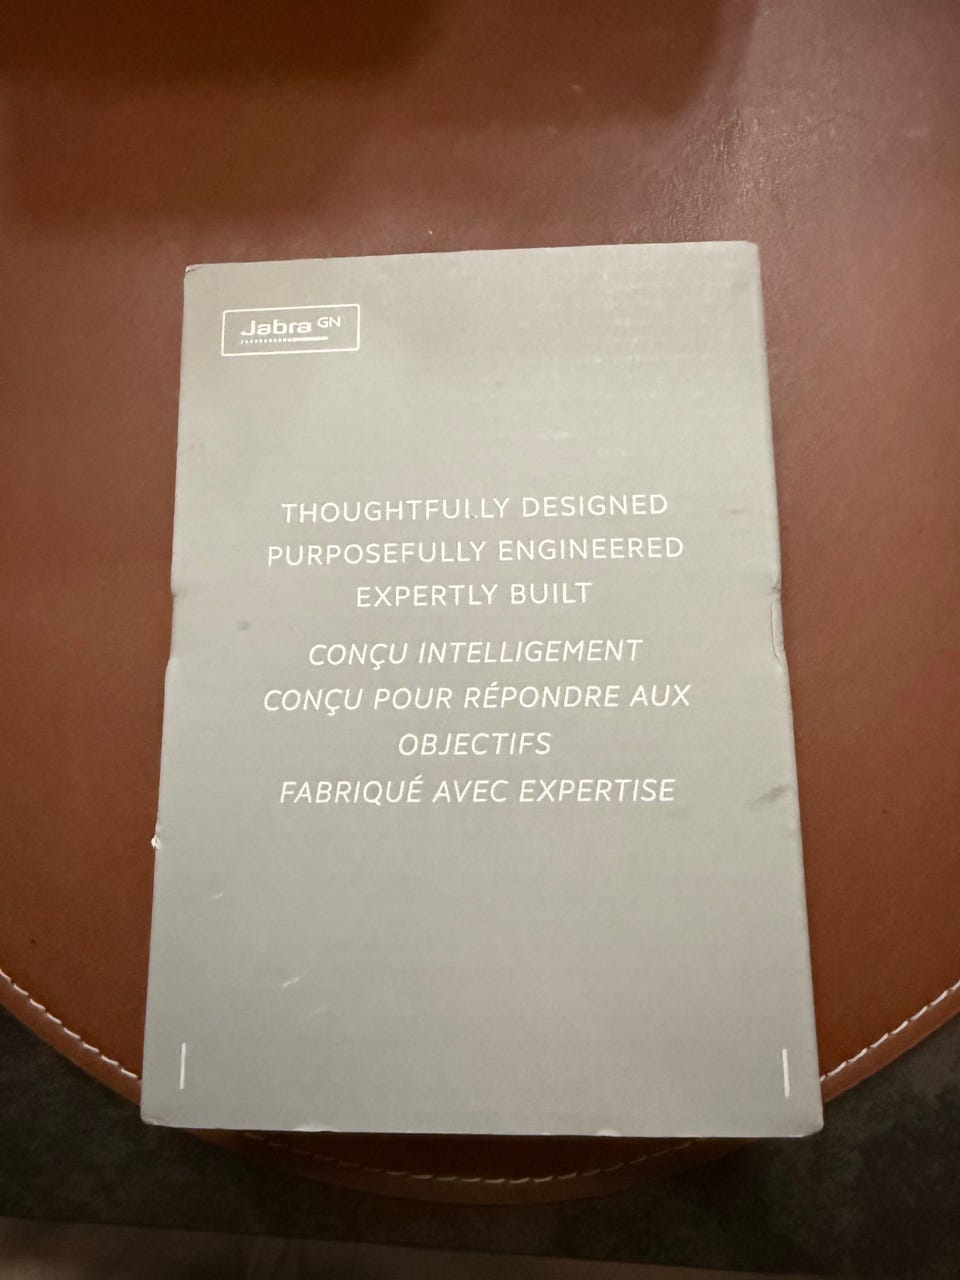 Jabra GN
THOUGHTFULLY DESIGNED
PURPOSEFULLY ENGINEERED
EXPERTLY BUILT
CONÇU INTELLIGEMENT
CONÇU POUR RÉPONDRE AUX
OBJECTIFS
FABRIQUÉ AVEC EXPERTISE